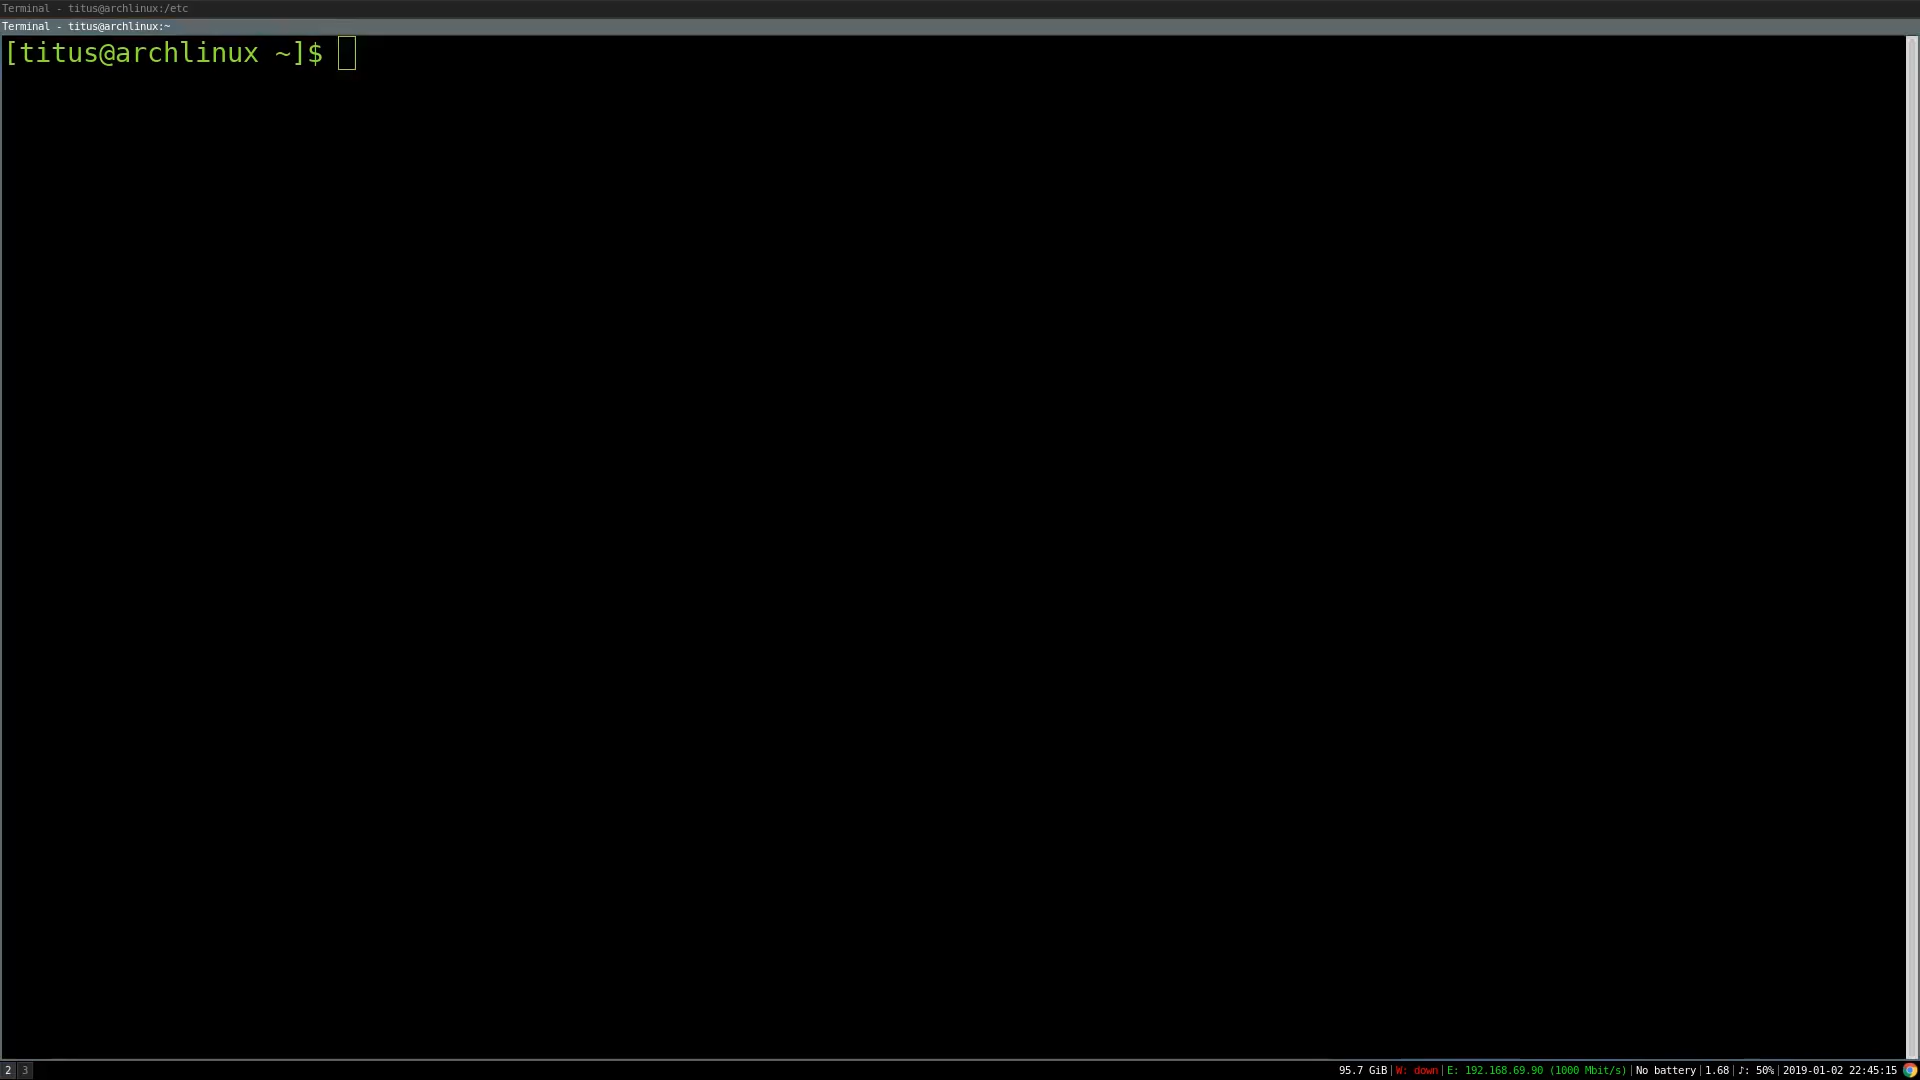 Terminal - titus@archlinux:/etc
Terminal - titus@archlinux:~
[titus@archlinux ~]$
2 3 95.7 GiB|W: down|E: 192.168.69.90 (1000 Mbit/s)|No battery|1.68|♪: 50%|2019-01-02 22:45:15